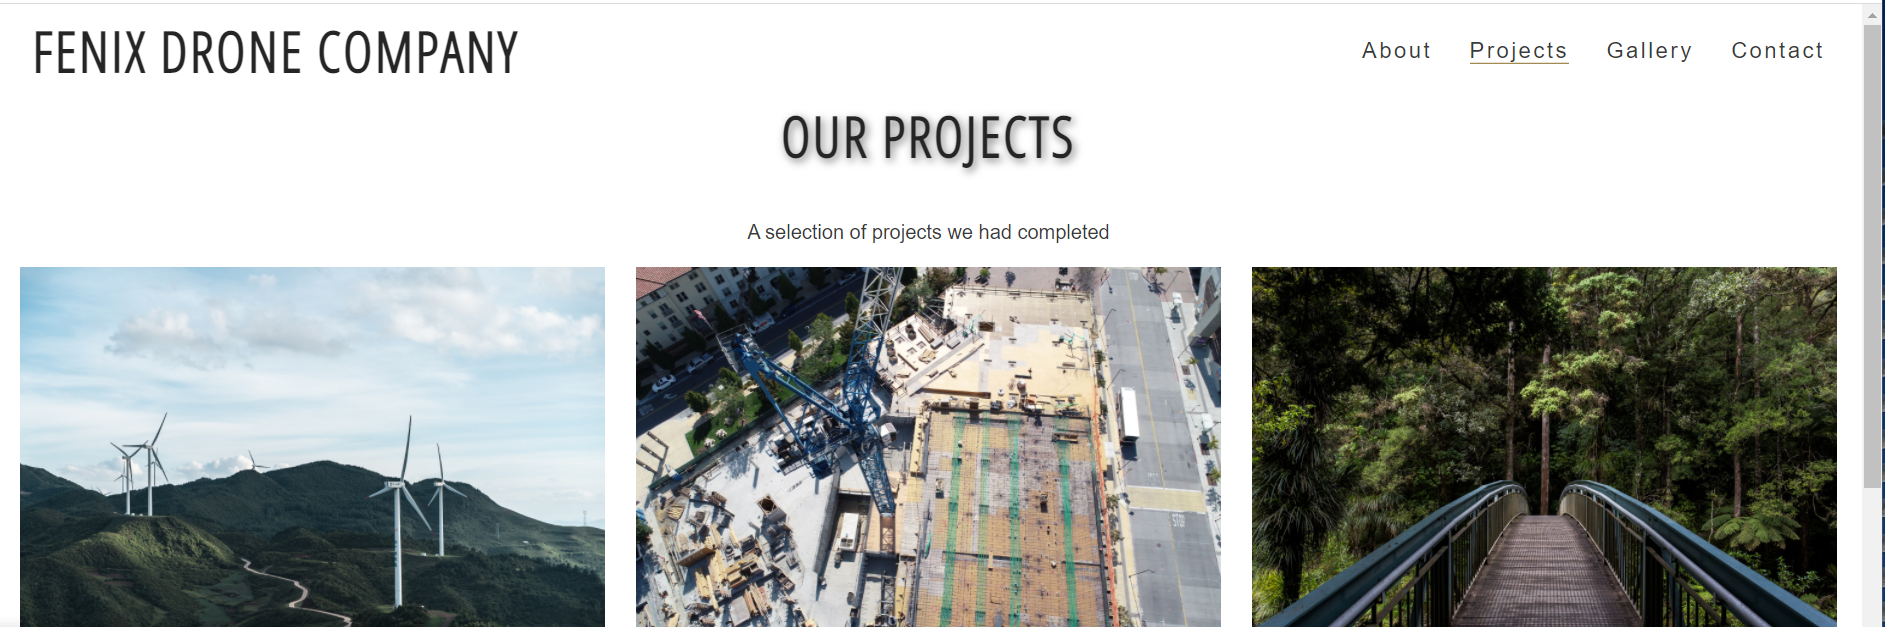 FENIX DRONE COMPANY
About Projects Gallery Contact
OUR PROJECTS
A selection of projects we had completed
STOP